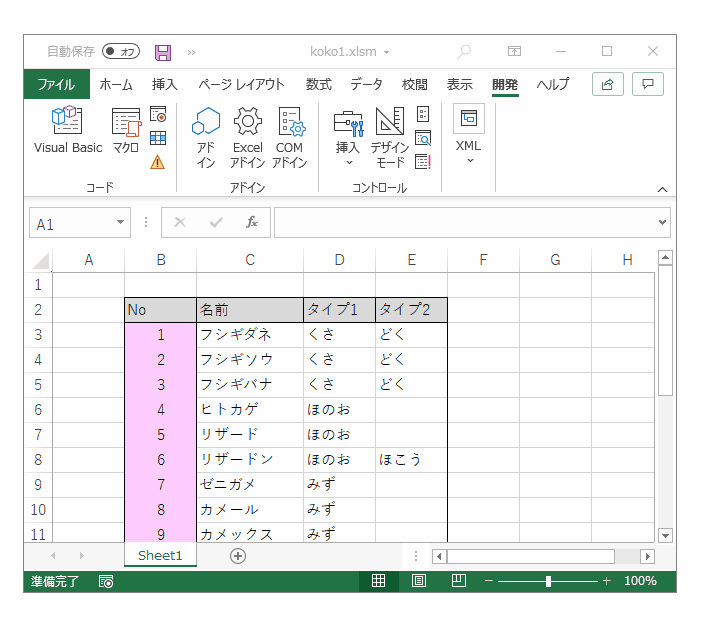 自動保存 オフ » koko1.xlsm
ファイル ホーム 挿入 ページ レイアウト 数式 データ 校閲 表示 開発 ヘルプ
Visual Basic マクロ アドイン Excel アドイン COM アドイン 挿入 デザイン モード XML
コード アドイン コントロール
A1 fx
A B C D E F G H
1
2 No 名前 タイプ1 タイプ2
3 1 フシギダネ くさ どく
4 2 フシギソウ くさ どく
5 3 フシギバナ くさ どく
6 4 ヒトカゲ ほのお
7 5 リザード ほのお
8 6 リザードン ほのお ほこう
9 7 ゼニガメ みず
10 8 カメール みず
11 9 カメックス みず
Sheet1
準備完了 100%